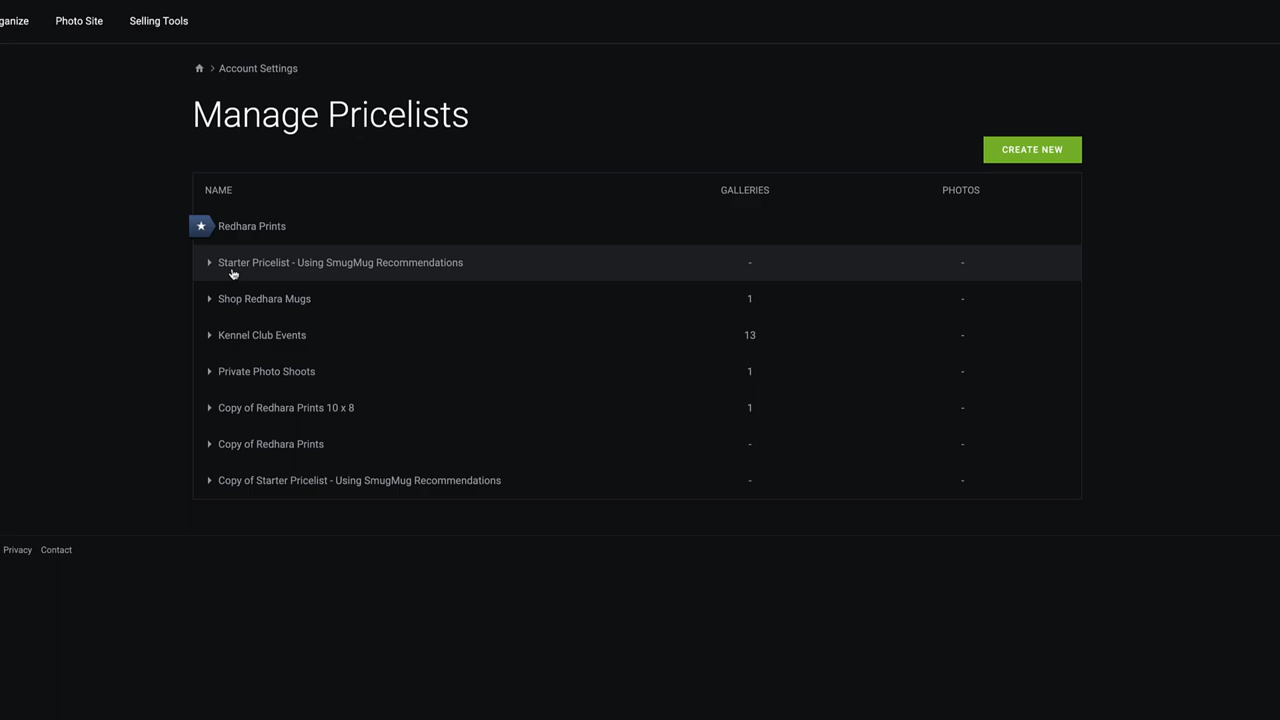 ganize Photo Site Selling Tools
> Account Settings
Manage Pricelists
CREATE NEW
NAME GALLERIES PHOTOS
Redhara Prints
Starter Pricelist - Using SmugMug Recommendations - -
Shop Redhara Mugs 1 -
Kennel Club Events 13 -
Private Photo Shoots 1 -
Copy of Redhara Prints 10 x 8 1 -
Copy of Redhara Prints - -
Copy of Starter Pricelist - Using SmugMug Recommendations - -
Privacy Contact